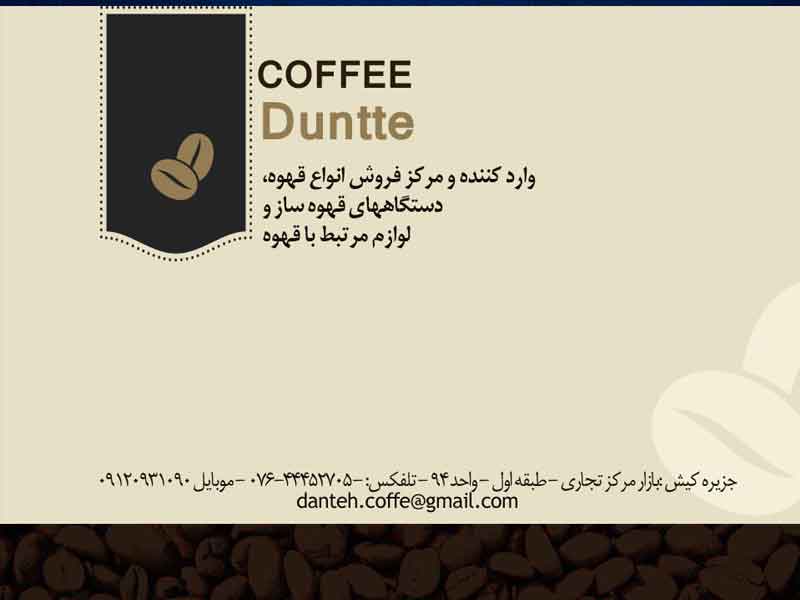 COFFEE
Duntte
وارد کننده و مرکز فروش انواع قهوه،
دستگاههای قهوه ساز و
لوازم مرتبط با قهوه
جزیره کیش :بازار مرکز تجاری – طبقه اول – واحد ۹۴ – تلفکس: ۴۴۴۵۲۷۰۵-۰۷۶ – موبایل ۰۹۱۲۰۹۳۱۰۹۰
danteh.coffe@gmail.com